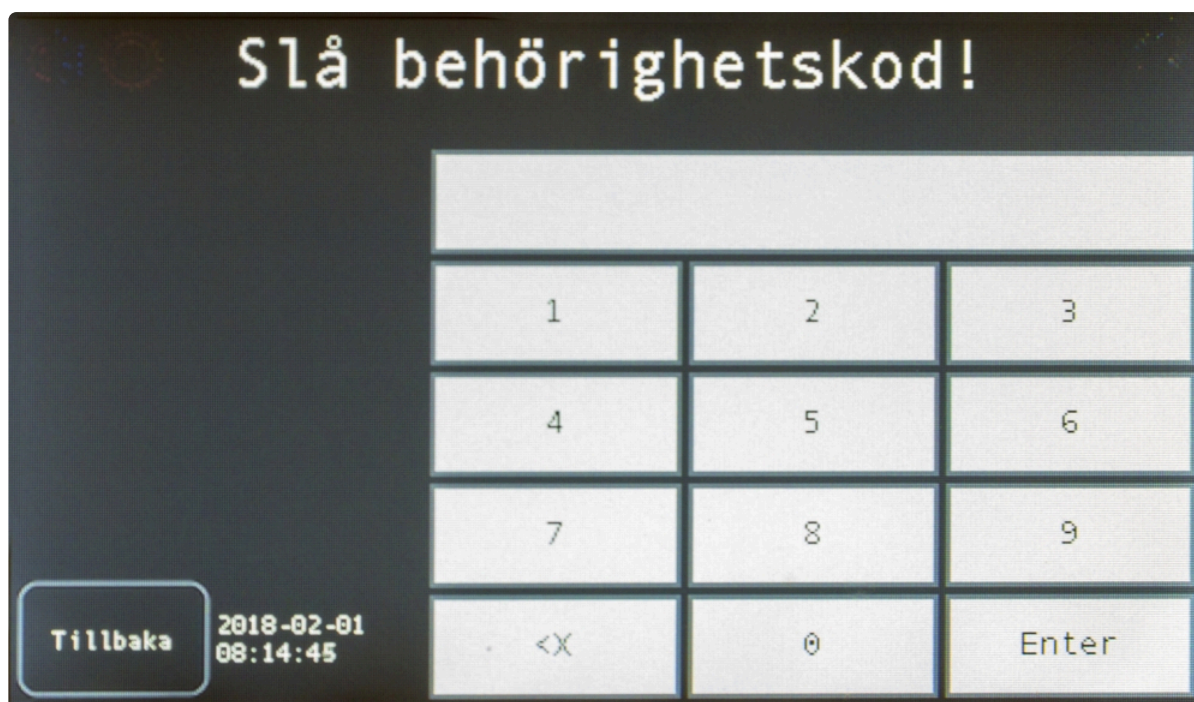 Slå behörighetskod!
1 2 3
4 5 6
7 8 9
Tillbaka 2018-02-01
08:14:45
<X 0 Enter